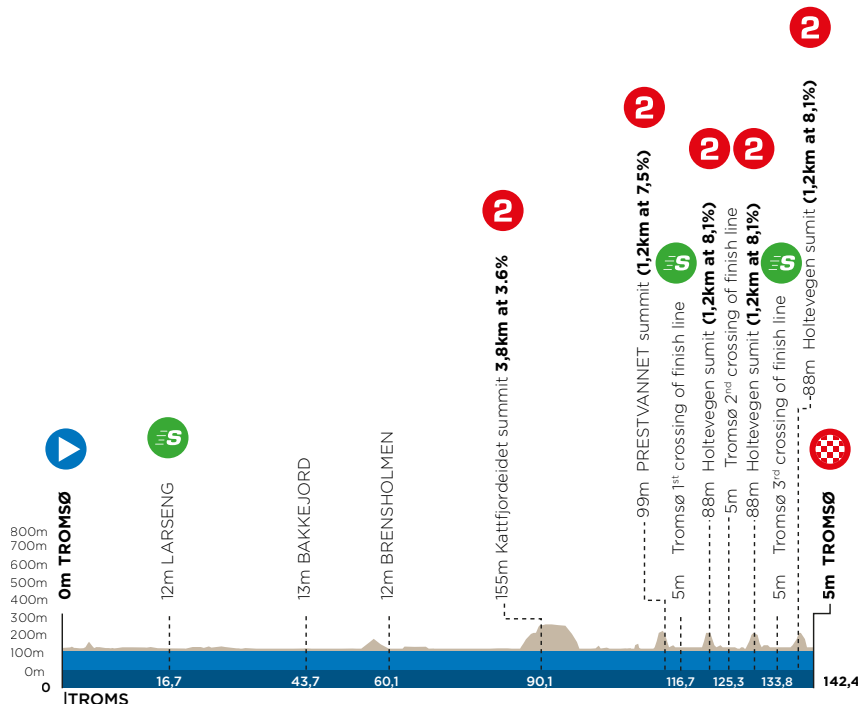 2
2
2
2
2
S
S
S
0m TROMSØ
12m LARSENG
13m BAKKEJORD
12m BRENSHOLMEN
155m Kattfjordeidet summit 3,8km at 3.6%
99m PRESTVANNET summit (1,2km at 7,5%)
5m Tromsø 1st crossing of finish line
88m Holtevegen sumit (1,2km at 8,1%)
5m Tromsø 2nd crossing of finish line
88m Holtevegen sumit (1,2km at 8,1%)
5m Tromsø 3rd crossing of finish line
88m Holtevegen sumit (1,2km at 8,1%)
5m TROMSØ
800m
700m
600m
500m
400m
300m
200m
100m
0m
0
16,7
43,7
60,1
90,1
116,7
125,3
133,8
142,4
TROMS